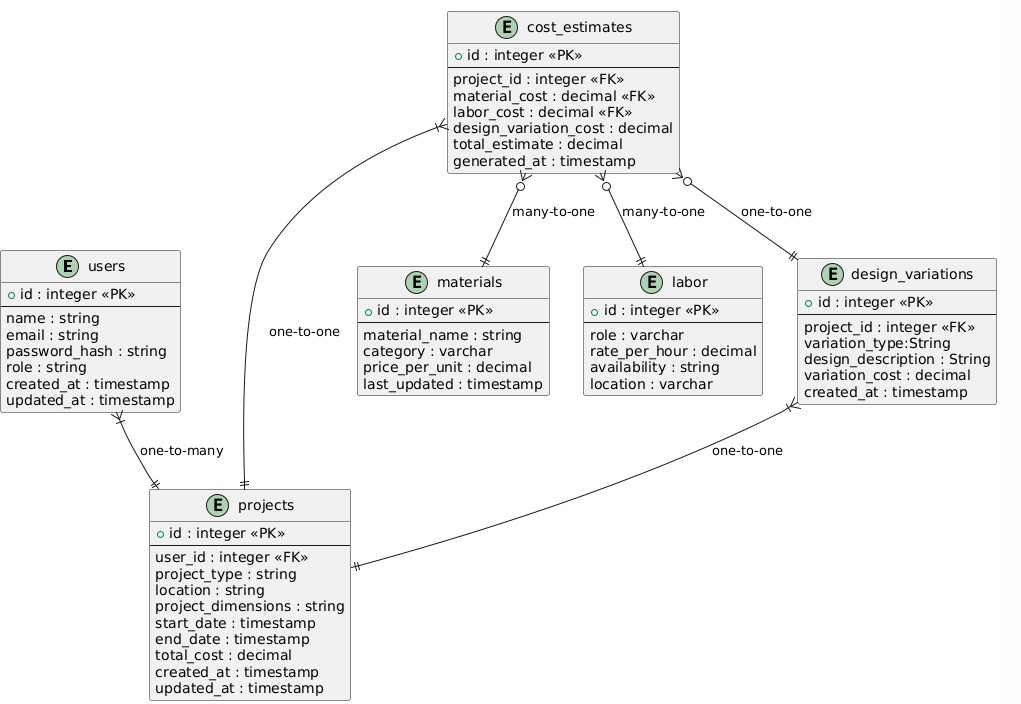 E cost_estimates
id : integer «PK»
project_id : integer «FK»
material_cost : decimal «FK»
labor_cost : decimal «FK»
design_variation_cost : decimal
total_estimate : decimal
generated_at : timestamp
many-to-one
many-to-one
one-to-one
E users
id : integer «PK»
name : string
email : string
password_hash : string
role : string
created_at : timestamp
updated_at : timestamp
one-to-one
E materials
id : integer «PK»
material_name : string
category : varchar
price_per_unit : decimal
last_updated : timestamp
E labor
id : integer «PK»
role : varchar
rate_per_hour : decimal
availability : string
location : varchar
E design_variations
id : integer «PK»
project_id : integer «FK»
variation_type:String
design_description : String
variation_cost : decimal
created_at : timestamp
one-to-many
one-to-one
E projects
id : integer «PK»
user_id : integer «FK»
project_type : string
location : string
project_dimensions : string
start_date : timestamp
end_date : timestamp
total_cost : decimal
created_at : timestamp
updated_at : timestamp